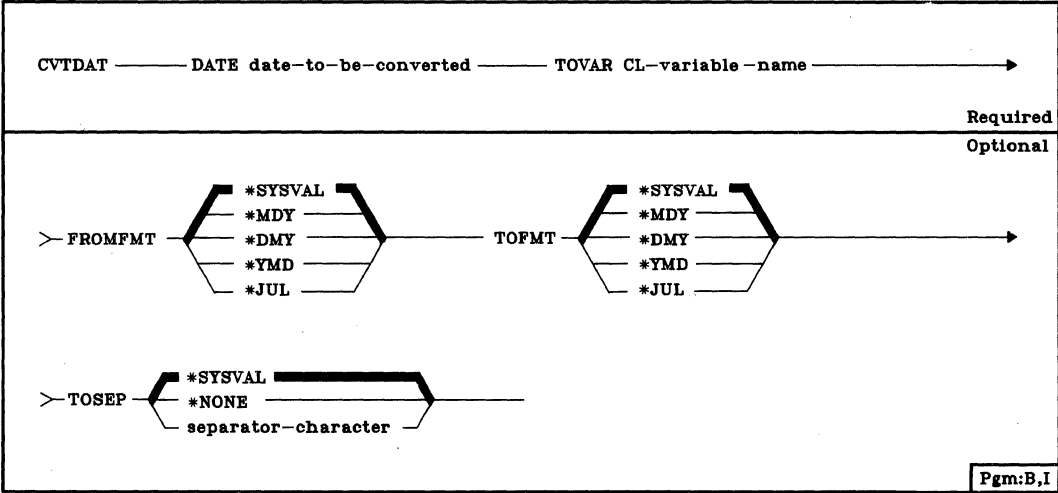 CVTDAT DATE date-to-be-converted TOVAR CL-variable-name
Required
Optional
*SYSVAL *SYSVAL
*MDY *MDY
FROMFMT *DMY TOFMT *DMY
*YMD *YMD
*JUL *JUL
*SYSVAL
TOSEP *NONE
separator-character
Pgm:B,I